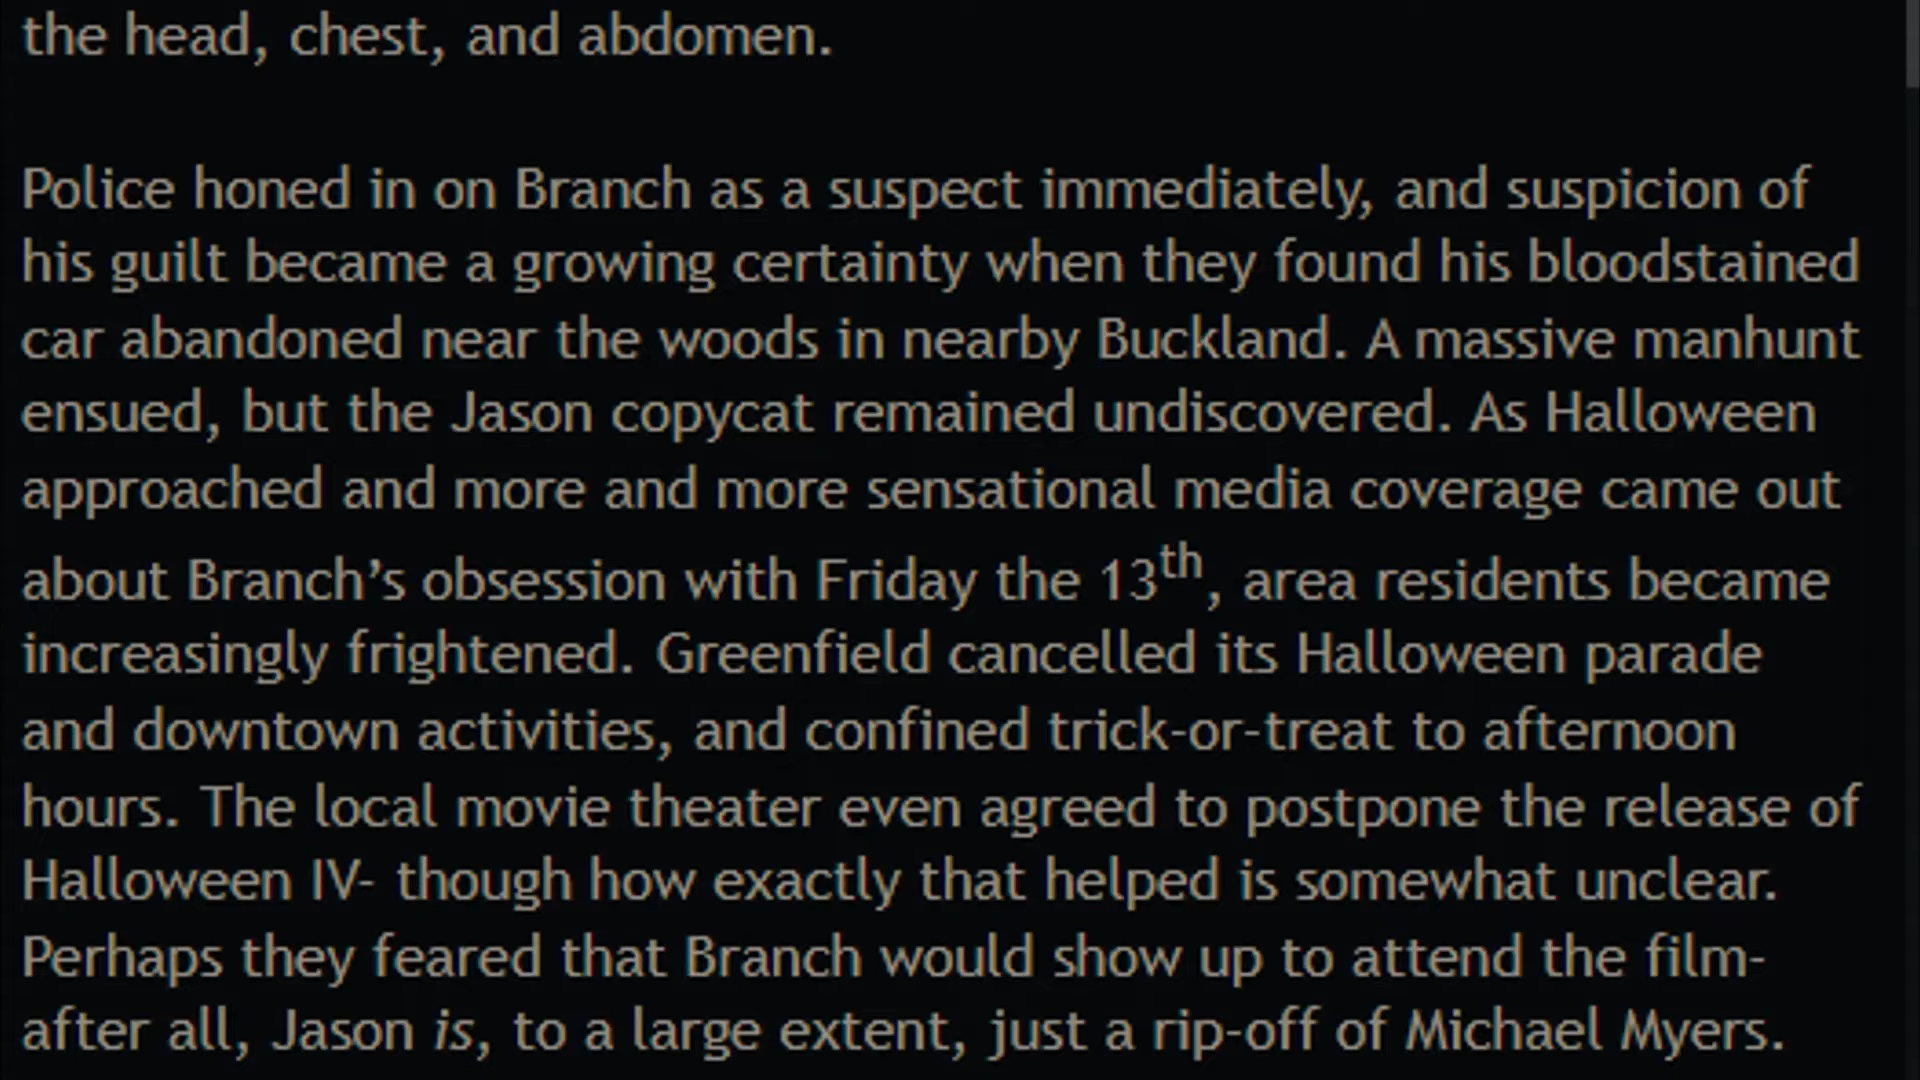 the head, chest, and abdomen.
Police honed in on Branch as a suspect immediately, and suspicion of
his guilt became a growing certainty when they found his bloodstained
car abandoned near the woods in nearby Buckland. A massive manhunt
ensued, but the Jason copycat remained undiscovered. As Halloween
approached and more and more sensational media coverage came out
about Branch’s obsession with Friday the 13th, area residents became
increasingly frightened. Greenfield cancelled its Halloween parade
and downtown activities, and confined trick-or-treat to afternoon
hours. The local movie theater even agreed to postpone the release of
Halloween IV- though how exactly that helped is somewhat unclear.
Perhaps they feared that Branch would show up to attend the film-
after all, Jason is, to a large extent, just a rip-off of Michael Myers.